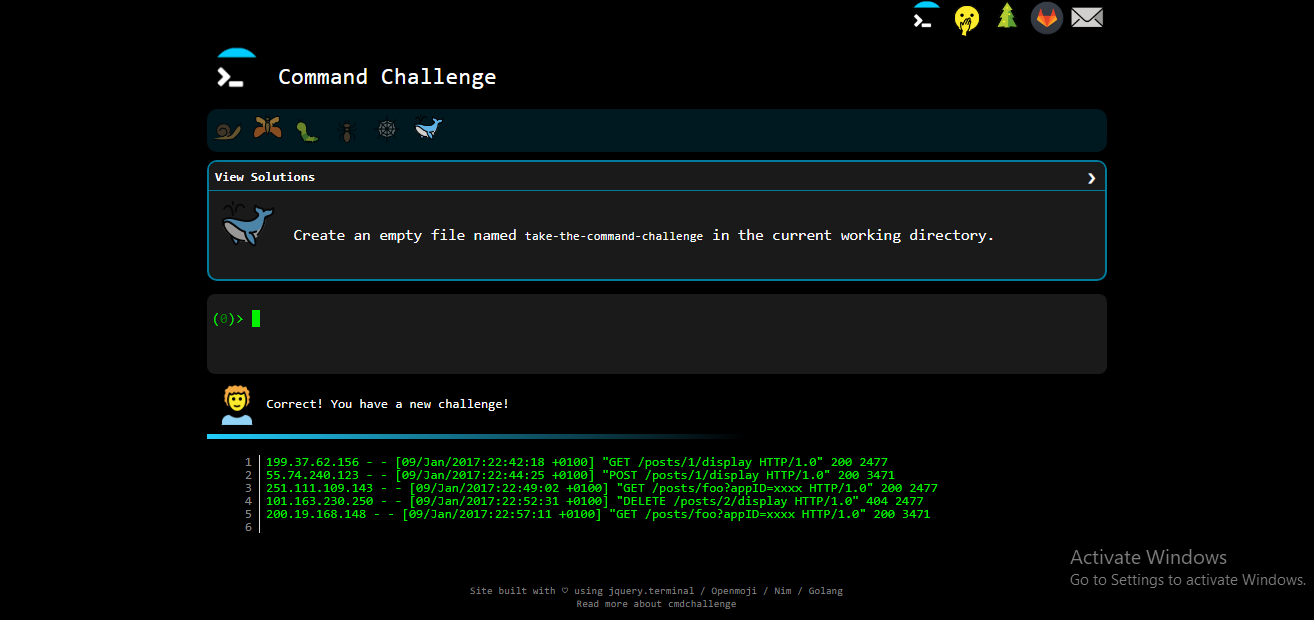 Command Challenge
View Solutions
Create an empty file named take-the-command-challenge in the current working directory.
(0)>
Correct! You have a new challenge!
1 199.37.62.156 - - [09/Jan/2017:22:42:18 +0100] "GET /posts/1/display HTTP/1.0" 200 2477
2 55.74.240.123 - - [09/Jan/2017:22:44:25 +0100] "POST /posts/1/display HTTP/1.0" 200 3471
3 251.111.109.143 - - [09/Jan/2017:22:49:02 +0100] "GET /posts/foo?appID=xxxx HTTP/1.0" 200 2477
4 101.163.230.250 - - [09/Jan/2017:22:52:31 +0100] "DELETE /posts/2/display HTTP/1.0" 404 2477
5 200.19.168.148 - - [09/Jan/2017:22:57:11 +0100] "GET /posts/foo?appID=xxxx HTTP/1.0" 200 3471
6
Activate Windows
Go to Settings to activate Windows.
Site built with ♡ using jquery.terminal / Openmoji / Nim / Golang
Read more about cmdchallenge